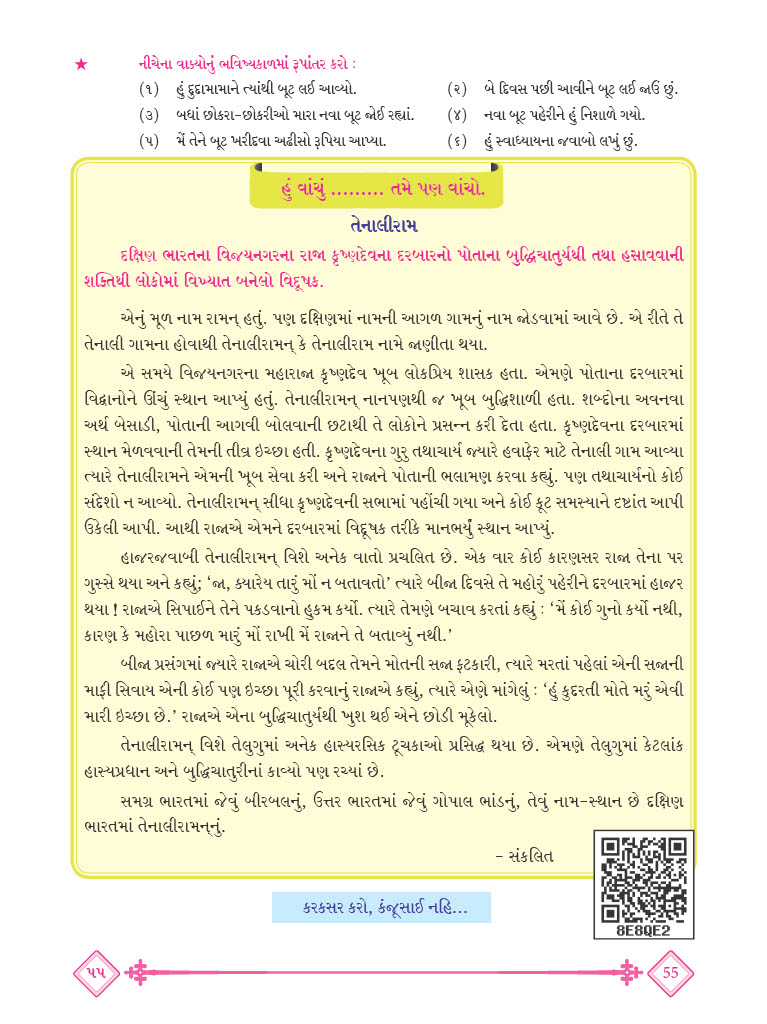 ★ નીચેના વાક્યોનું ભવિષ્યકાળમાં રૂપાંતર કરો :
(૧) હું દુદામામાને ત્યાંથી બૂટ લઈ આવ્યો. (૨) બે દિવસ પછી આવીને બૂટ લઈ જાઉં છું.
(૩) બધાં છોકરા-છોકરીઓ મારા નવા બૂટ જોઈ રહ્યાં. (૪) નવા બૂટ પહેરીને હું નિશાળે ગયો.
(૫) મેં તેને બૂટ ખરીદવા અઢીસો રૂપિયા આપ્યા. (૬) હું સ્વાધ્યાયના જવાબો લખું છું.
હું વાંચું ......... તમે પણ વાંચો.
તેનાલીરામ
દક્ષિણ ભારતના વિજયનગરના રાજા કૃષ્ણદેવના દરબારનો પોતાના બુદ્ધિચાતુર્યથી તથા હસાવવાની
શક્તિથી લોકોમાં વિખ્યાત બનેલો વિદૂષક.
એનું મૂળ નામ રામન્ હતું. પણ દક્ષિણમાં નામની આગળ ગામનું નામ જોડવામાં આવે છે. એ રીતે તે
તેનાલી ગામના હોવાથી તેનાલીરામન્ કે તેનાલીરામ નામે જાણીતા થયા.
એ સમયે વિજયનગરના મહારાજા કૃષ્ણદેવ ખૂબ લોકપ્રિય શાસક હતા. એમણે પોતાના દરબારમાં
વિદ્વાનોને ઊંચું સ્થાન આપ્યું હતું. તેનાલીરામન્ નાનપણથી જ ખૂબ બુદ્ધિશાળી હતા. શબ્દોના અવનવા
અર્થ બેસાડી, પોતાની આગવી બોલવાની છટાથી તે લોકોને પ્રસન્ન કરી દેતા હતા. કૃષ્ણદેવના દરબારમાં
સ્થાન મેળવવાની તેમની તીવ્ર ઇચ્છા હતી. કૃષ્ણદેવના ગુરુ તથાચાર્ય જ્યારે હવાફેર માટે તેનાલી ગામ આવ્યા
ત્યારે તેનાલીરામને એમની ખૂબ સેવા કરી અને રાજાને પોતાની ભલામણ કરવા કહ્યું. પણ તથાચાર્યનો કોઈ
સંદેશો ન આવ્યો. તેનાલીરામન્ સીધા કૃષ્ણદેવની સભામાં પહોંચી ગયા અને કોઈ કૂટ સમસ્યાને દષ્ટાંત આપી
ઉકેલી આપી. આથી રાજાએ એમને દરબારમાં વિદૂષક તરીકે માનભર્યું સ્થાન આપ્યું.
હાજરજવાબી તેનાલીરામન્ વિશે અનેક વાતો પ્રચલિત છે. એક વાર કોઈ કારણસર રાજા તેના પર
ગુસ્સે થયા અને કહ્યું; ‘જા, ક્યારેય તારું મોં ન બતાવતો’ ત્યારે બીજા દિવસે તે મહોરું પહેરીને દરબારમાં હાજર
થયા ! રાજાએ સિપાઈને તેને પકડવાનો હુકમ કર્યો. ત્યારે તેમણે બચાવ કરતાં કહ્યું : ‘મેં કોઈ ગુનો કર્યો નથી,
કારણ કે મહોરા પાછળ મારું મોં રાખી મેં રાજાને તે બતાવ્યું નથી.’
બીજા પ્રસંગમાં જ્યારે રાજાએ ચોરી બદલ તેમને મોતની સજા ફટકારી, ત્યારે મરતાં પહેલાં એની સજાની
માફી સિવાય એની કોઈ પણ ઇચ્છા પૂરી કરવાનું રાજાએ કહ્યું, ત્યારે એણે માંગેલું : ‘હું કુદરતી મોતે મરું એવી
મારી ઇચ્છા છે.’ રાજાએ એના બુદ્ધિચાતુર્યથી ખુશ થઈ એને છોડી મૂકેલો.
તેનાલીરામન્ વિશે તેલુગુમાં અનેક હાસ્યરસિક ટૂચકાઓ પ્રસિદ્ધ થયા છે. એમણે તેલુગુમાં કેટલાંક
હાસ્યપ્રધાન અને બુદ્ધિચાતુરીનાં કાવ્યો પણ રચ્યાં છે.
સમગ્ર ભારતમાં જેવું બીરબલનું, ઉત્તર ભારતમાં જેવું ગોપાલ ભાંડનું, તેવું નામ-સ્થાન છે દક્ષિણ
ભારતમાં તેનાલીરામન્‌નું.
- સંકલિત
8E8QE2
કરકસર કરો, કંજૂસાઈ નહિ...
૫૫ 55